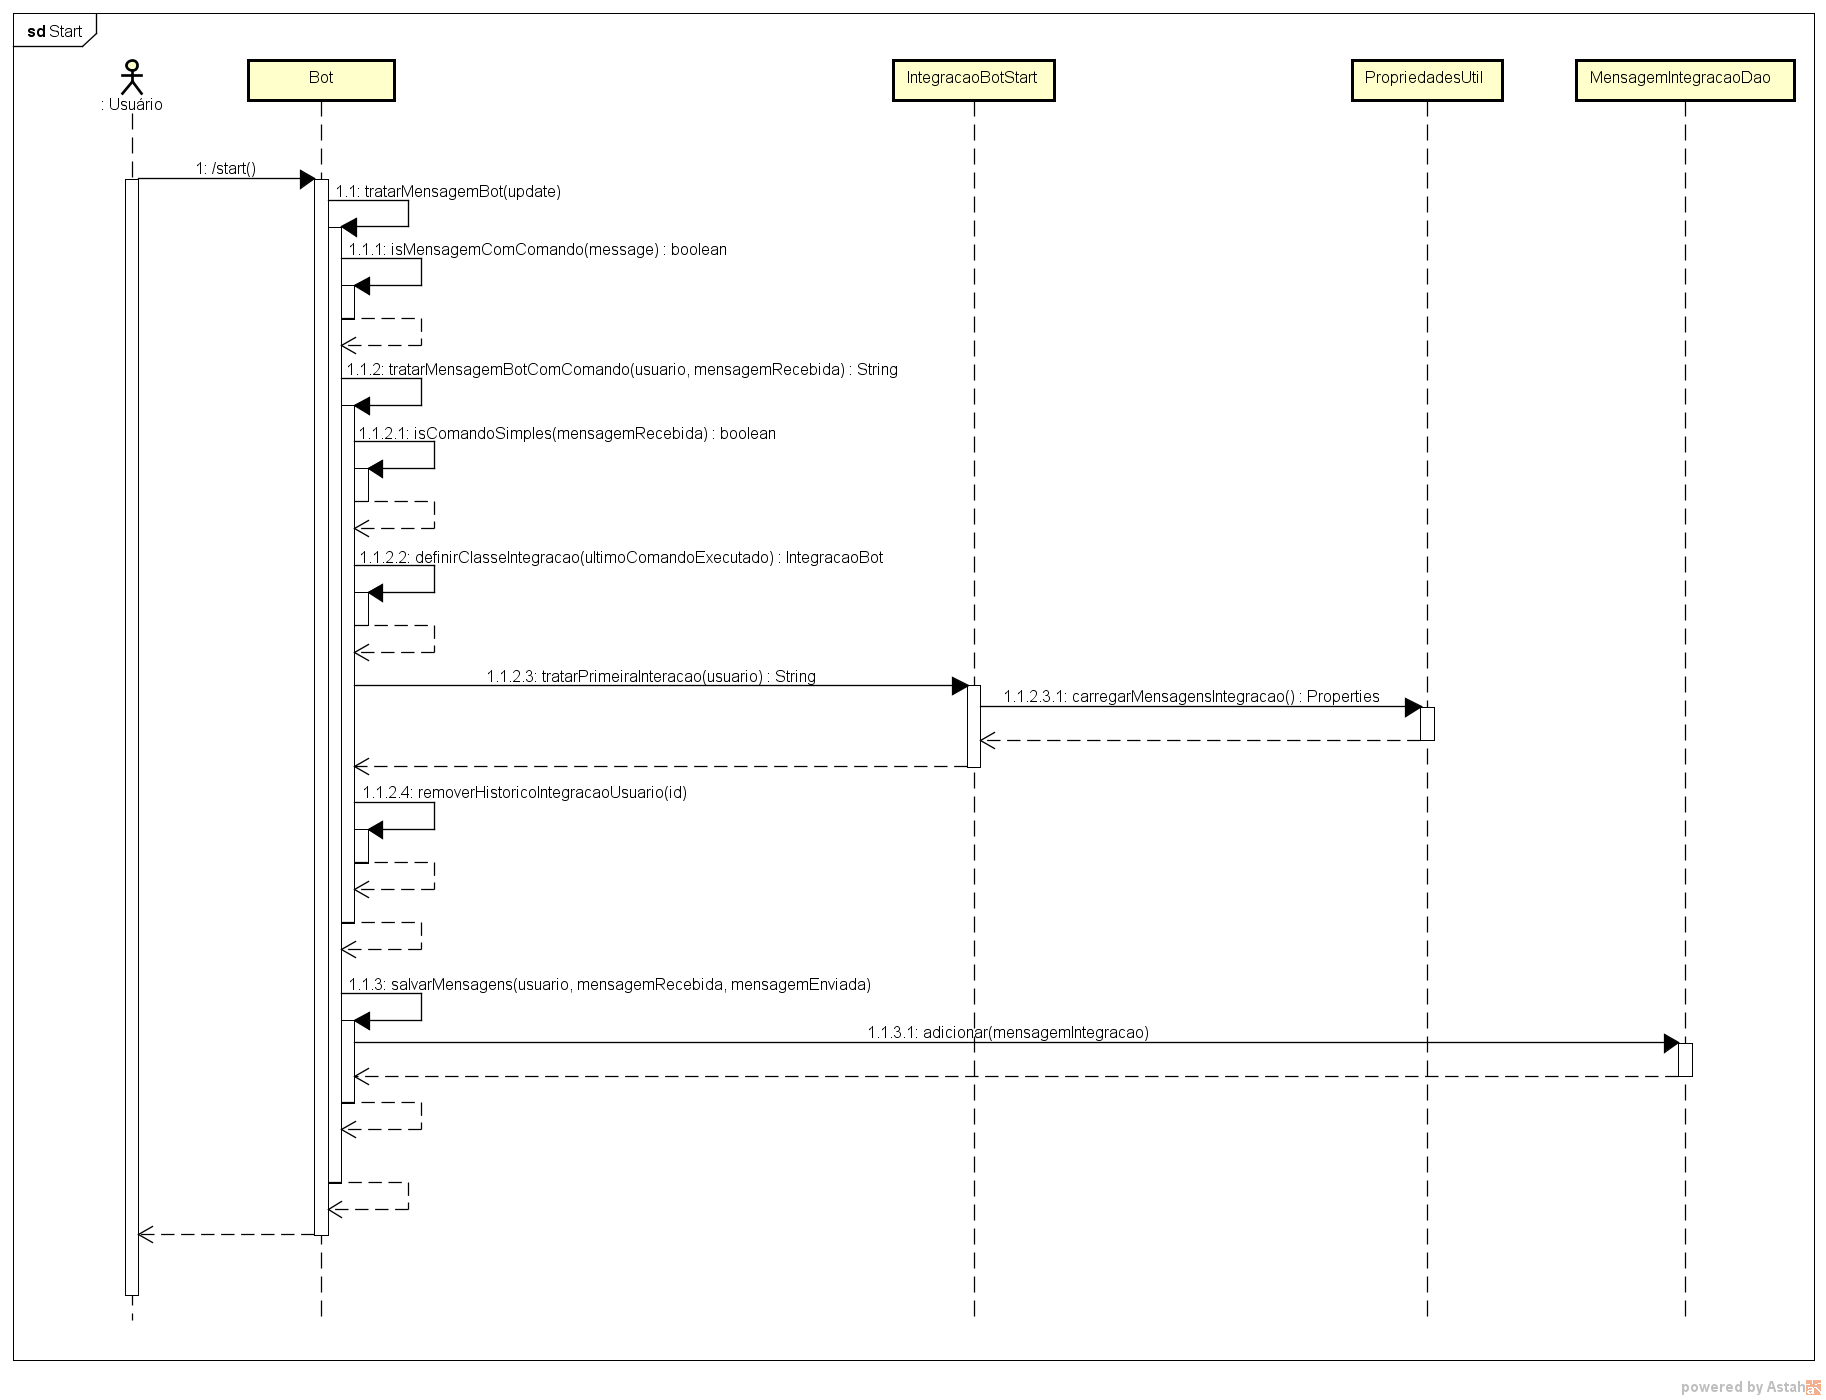 sd Start
: Usuário
Bot
IntegracaoBotStart
PropriedadesUtil
MensagemIntegracaoDao
1: /start()
1.1: tratarMensagemBot(update)
1.1.1: isMensagemComComando(message) : boolean
1.1.2: tratarMensagemBotComComando(usuario, mensagemRecebida) : String
1.1.2.1: isComandoSimples(mensagemRecebida) : boolean
1.1.2.2: definirClasseIntegracao(ultimoComandoExecutado) : IntegracaoBot
1.1.2.3: tratarPrimeiraInteracao(usuario) : String
1.1.2.3.1: carregarMensagensIntegracao() : Properties
1.1.2.4: removerHistoricoIntegracaoUsuario(id)
1.1.3: salvarMensagens(usuario, mensagemRecebida, mensagemEnviada)
1.1.3.1: adicionar(mensagemIntegracao)
powered by Astah